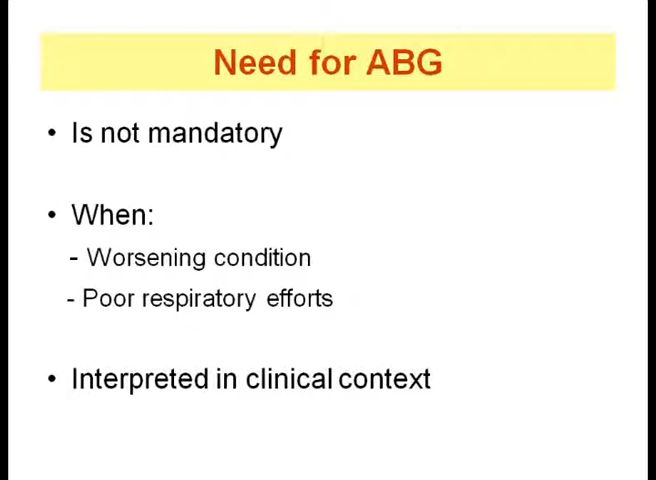 Need for ABG
• Is not mandatory
• When:
- Worsening condition
- Poor respiratory efforts
• Interpreted in clinical context